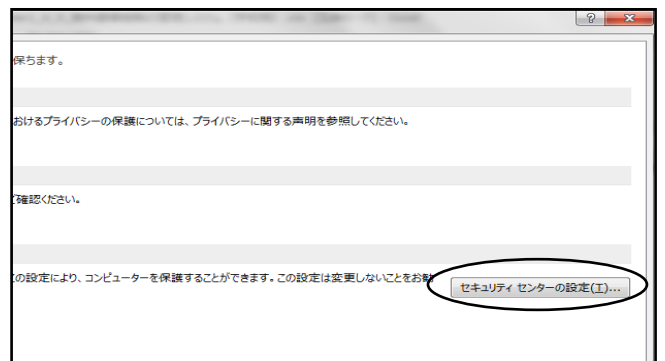 ?
保ちます。
おけるプライバシーの保護については、プライバシーに関する声明を参照してください。
ご確認ください。
の設定により、コンピューターを保護することができます。この設定は変更しないことをお勧
セキュリティ センターの設定(T)...